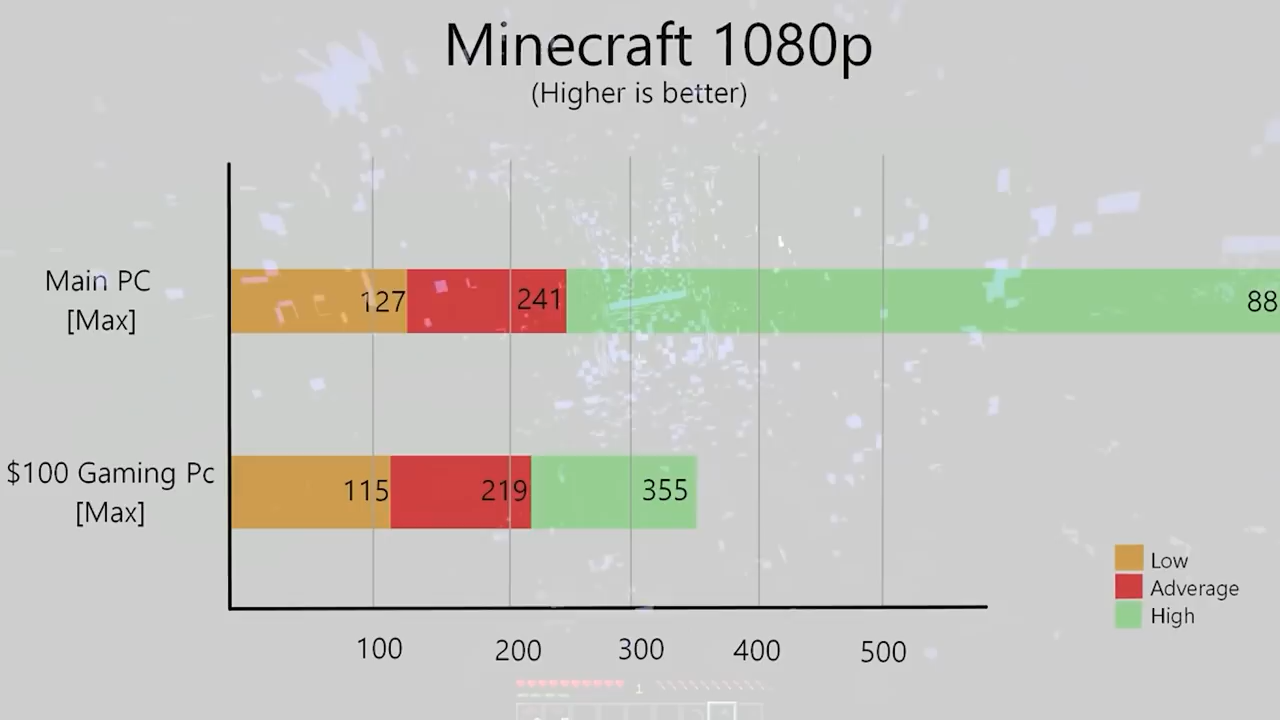 Minecraft 1080p
(Higher is better)
Main PC
[Max]
127
241
88
$100 Gaming Pc
[Max]
115
219
355
Low
Adverage
High
100
200
300
400
500
1